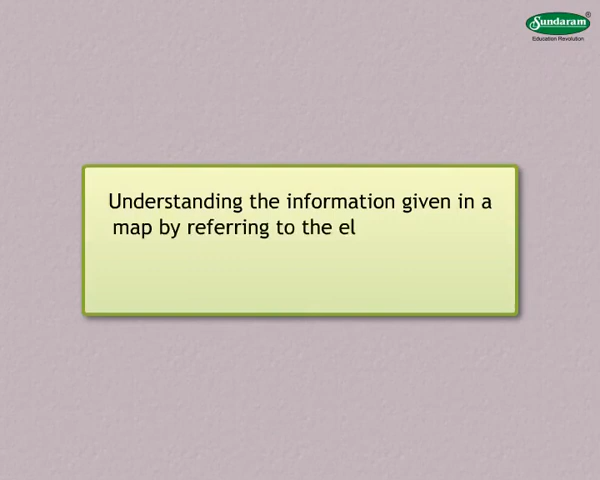 Sundaram
Education Revolution
Understanding the information given in a
map by referring to the el